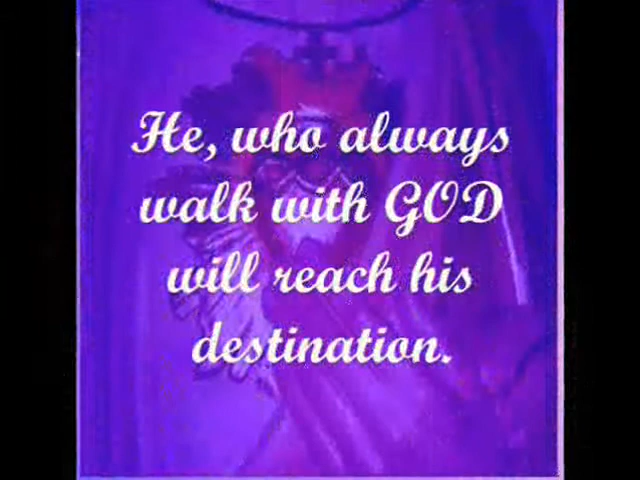 He, who always
walk with GOD
will reach his
destination.